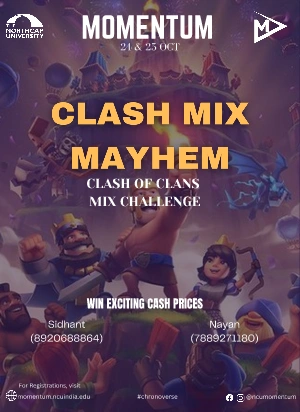 THE
NORTHCAP
UNIVERSITY
MOMENTUM
24 & 25 OCT
CLASH MIX
MAYHEM
CLASH OF CLANS
MIX CHALLENGE
WIN EXCITING CASH PRICES
Sidhant
(8920688864)
Nayan
(7889271180)
For Registrations, visit
momentum.ncuindia.edu
#chronoverse
@ncumomentum